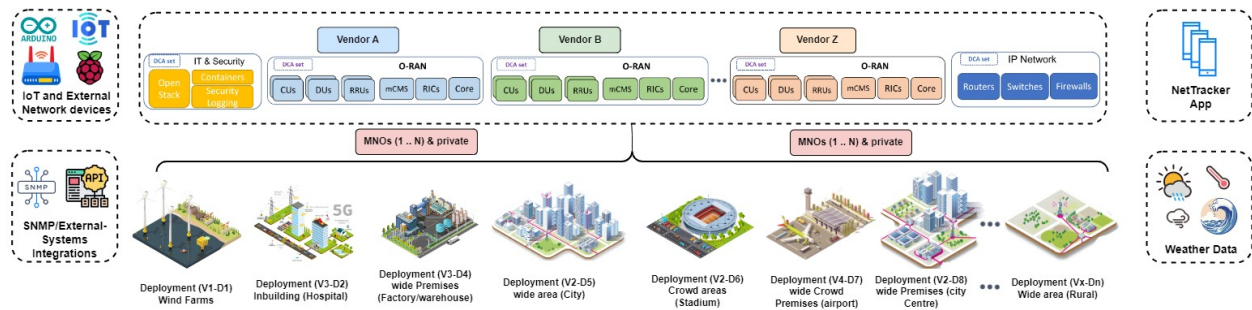 ARDUINO
IOT
IoT and External
Network devices
SNMP
API
SNMP/External-
Systems
Integrations
Vendor A
Vendor B
Vendor Z
DCA set
IT & Security
Open
Stack
Containers
Security
Logging
DCA set
O-RAN
CUs
DUs
RRUs
mCMS
RICs
Core
DCA set
O-RAN
CUs
DUs
RRUs
mCMS
RICs
Core
DCA set
O-RAN
CUs
DUs
RRUs
mCMS
RICs
Core
DCA set
IP Network
Routers
Switches
Firewalls
MNOs (1 .. N) & private
MNOs (1 .. N) & private
5G
Deployment (V1-D1)
Wind Farms
Deployment (V3-D2)
Inbuilding (Hospital)
Deployment (V3-D4)
wide Premises
(Factory/warehouse)
Deployment (V2-D5)
wide area (City)
Deployment (V2-D6)
Crowd areas
(Stadium)
Deployment (V4-D7)
wide Crowd
Premises (airport)
Deployment (V2-D8)
wide Premises (city
Centre)
Deployment (Vx-Dn)
Wide area (Rural)
NetTracker
App
Weather Data